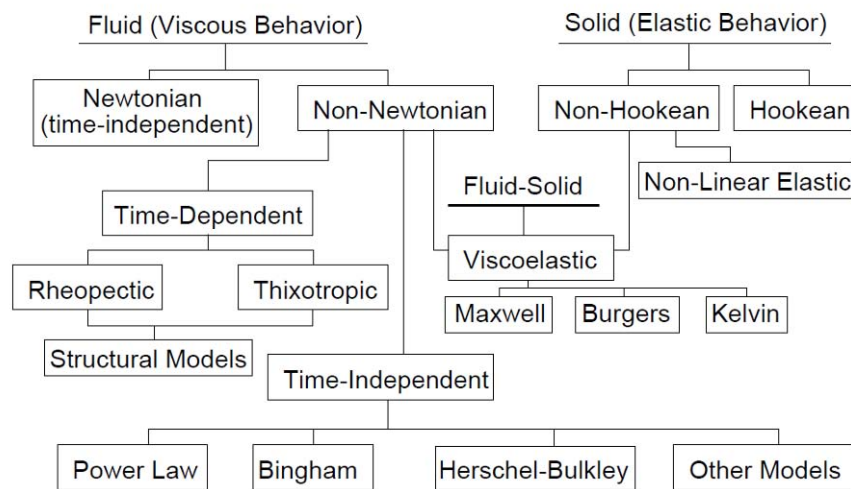 Fluid (Viscous Behavior)
Solid (Elastic Behavior)
Newtonian
(time-independent)
Non-Newtonian
Non-Hookean
Hookean
Non-Linear Elastic
Fluid-Solid
Time-Dependent
Viscoelastic
Rheopectic
Thixotropic
Maxwell
Burgers
Kelvin
Structural Models
Time-Independent
Power Law
Bingham
Herschel-Bulkley
Other Models